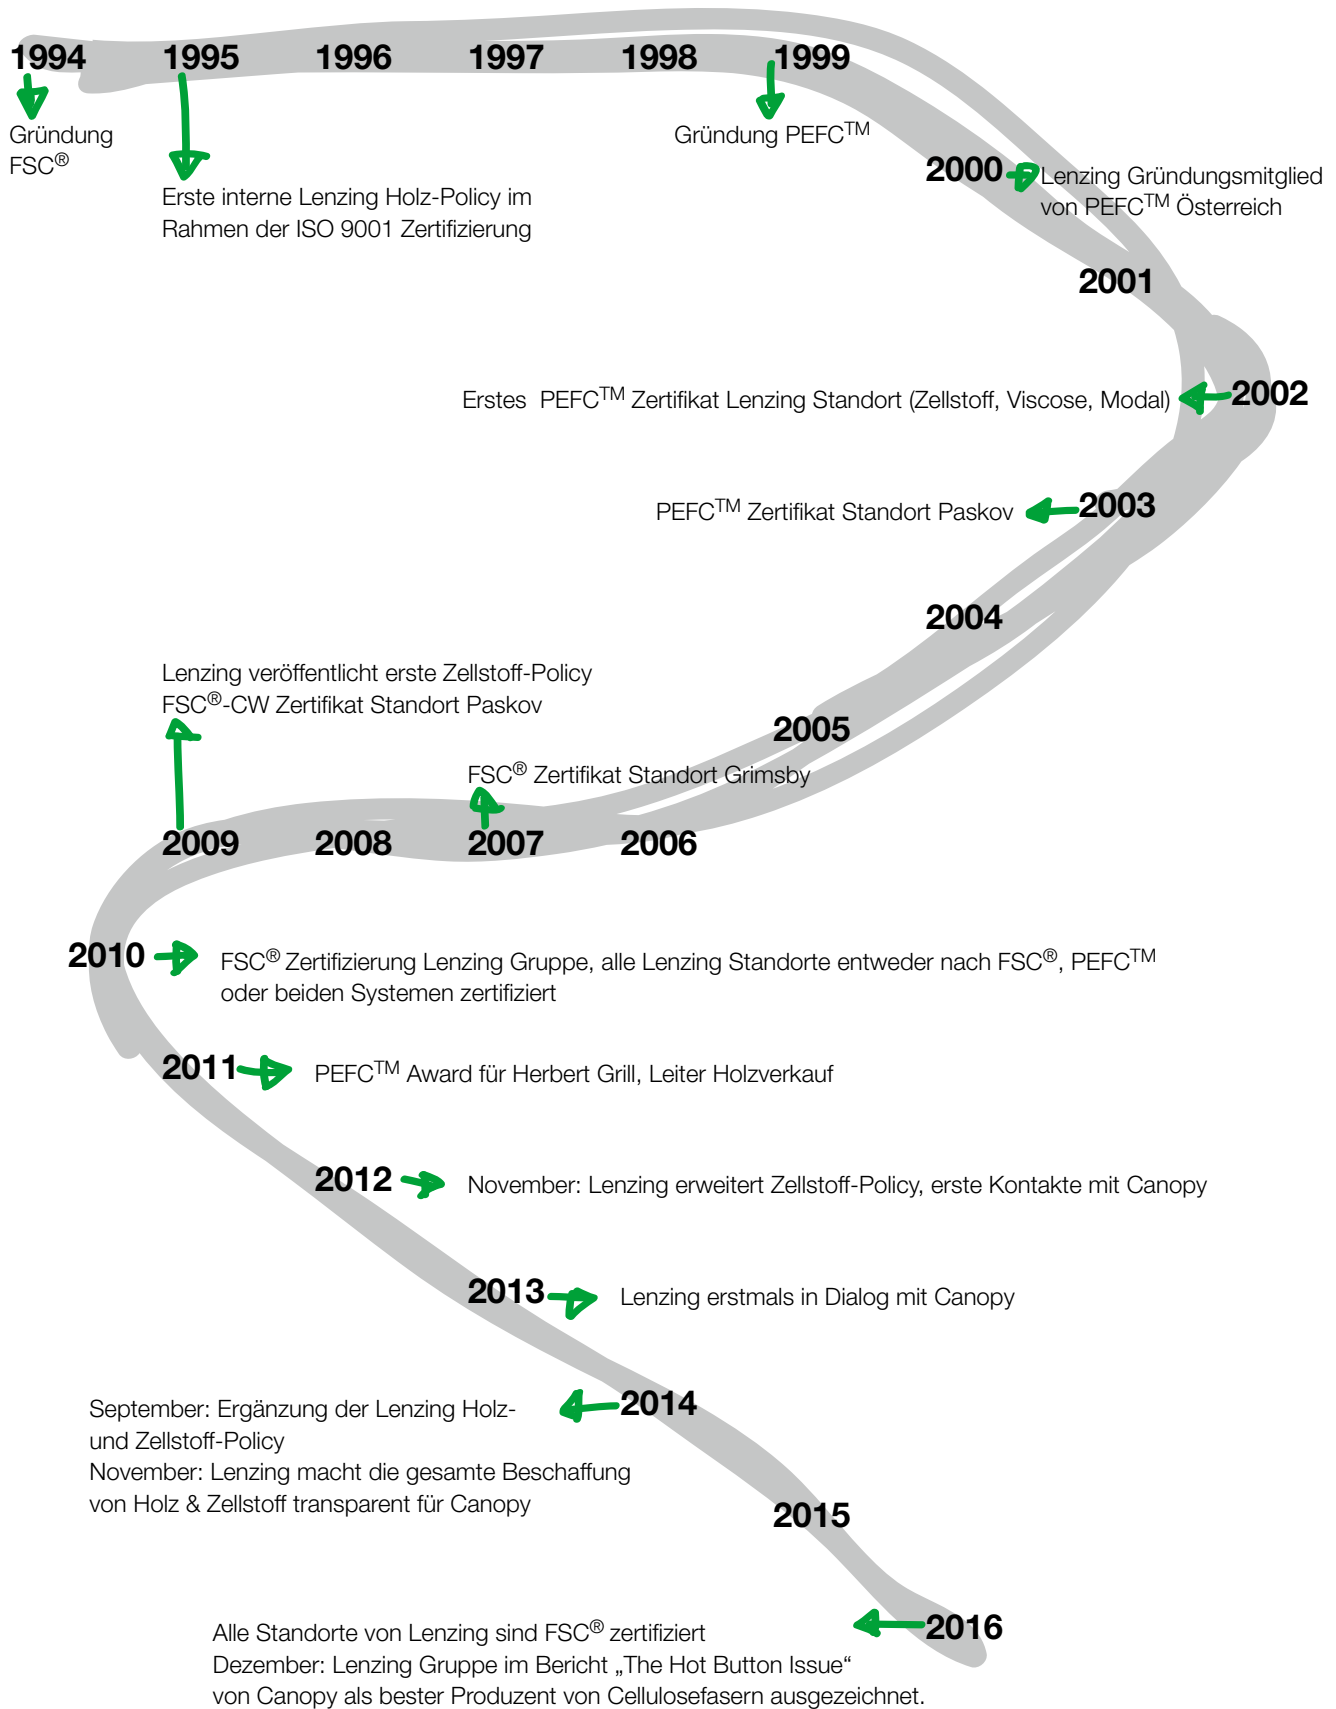 1994
1995
1996
1997
1998
1999
Gründung
FSC®
Gründung PEFC™
Erste interne Lenzing Holz-Policy im
Rahmen der ISO 9001 Zertifizierung
2000
Lenzing Gründungsmitglied
von PEFC™ Österreich
2001
Erstes PEFC™ Zertifikat Lenzing Standort (Zellstoff, Viscose, Modal)
2002
PEFC™ Zertifikat Standort Paskov
2003
2004
Lenzing veröffentlicht erste Zellstoff-Policy
FSC®-CW Zertifikat Standort Paskov
2005
FSC® Zertifikat Standort Grimsby
2009
2008
2007
2006
2010
FSC® Zertifizierung Lenzing Gruppe, alle Lenzing Standorte entweder nach FSC®, PEFC™
oder beiden Systemen zertifiziert
2011
PEFC™ Award für Herbert Grill, Leiter Holzverkauf
2012
November: Lenzing erweitert Zellstoff-Policy, erste Kontakte mit Canopy
2013
Lenzing erstmals in Dialog mit Canopy
2014
September: Ergänzung der Lenzing Holz-
und Zellstoff-Policy
November: Lenzing macht die gesamte Beschaffung
von Holz & Zellstoff transparent für Canopy
2015
2016
Alle Standorte von Lenzing sind FSC® zertifiziert
Dezember: Lenzing Gruppe im Bericht „The Hot Button Issue“
von Canopy als bester Produzent von Cellulosefasern ausgezeichnet.